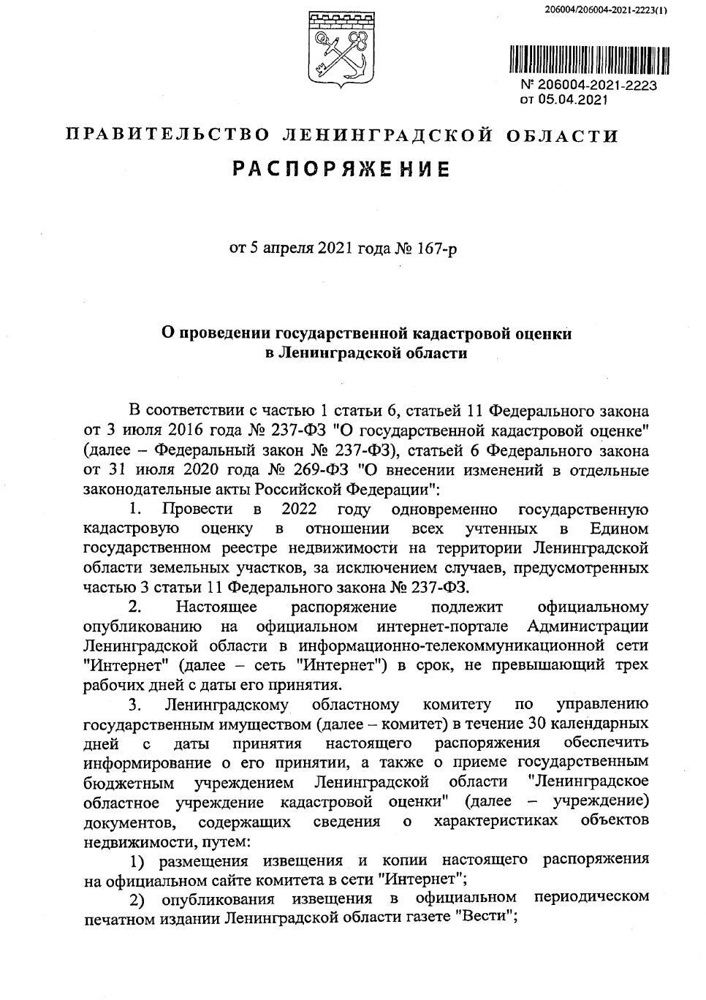 206004/206004-2021-2223(1)
№ 206004-2021-2223
от 05.04.2021
ПРАВИТЕЛЬСТВО ЛЕНИНГРАДСКОЙ ОБЛАСТИ
РАСПОРЯЖЕНИЕ
от 5 апреля 2021 года № 167-р
О проведении государственной кадастровой оценки
в Ленинградской области
В соответствии с частью 1 статьи 6, статьей 11 Федерального закона
от 3 июля 2016 года № 237-ФЗ "О государственной кадастровой оценке"
(далее – Федеральный закон № 237-ФЗ), статьей 6 Федерального закона
от 31 июля 2020 года № 269-ФЗ "О внесении изменений в отдельные
законодательные акты Российской Федерации":
1. Провести в 2022 году одновременно государственную
кадастровую оценку в отношении всех учтенных в Едином
государственном реестре недвижимости на территории Ленинградской
области земельных участков, за исключением случаев, предусмотренных
частью 3 статьи 11 Федерального закона № 237-ФЗ.
2. Настоящее распоряжение подлежит официальному
опубликованию на официальном интернет-портале Администрации
Ленинградской области в информационно-телекоммуникационной сети
"Интернет" (далее – сеть "Интернет") в срок, не превышающий трех
рабочих дней с даты его принятия.
3. Ленинградскому областному комитету по управлению
государственным имуществом (далее – комитет) в течение 30 календарных
дней с даты принятия настоящего распоряжения обеспечить
информирование о его принятии, а также о приеме государственным
бюджетным учреждением Ленинградской области "Ленинградское
областное учреждение кадастровой оценки" (далее – учреждение)
документов, содержащих сведения о характеристиках объектов
недвижимости, путем:
1) размещения извещения и копии настоящего распоряжения
на официальном сайте комитета в сети "Интернет";
2) опубликования извещения в официальном периодическом
печатном издании Ленинградской области газете "Вести";